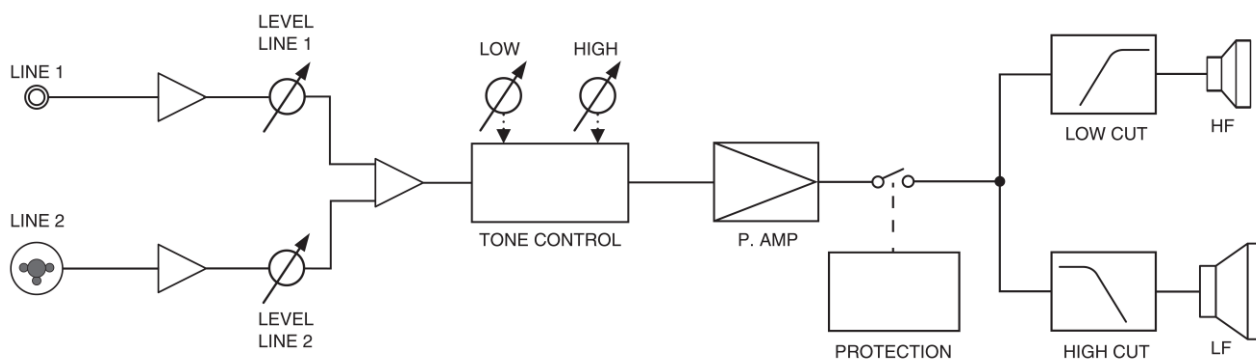 LEVEL
LINE 1
LOW
HIGH
LINE 1
LOW CUT
HF
LINE 2
TONE CONTROL
P. AMP
LEVEL
LINE 2
PROTECTION
HIGH CUT
LF